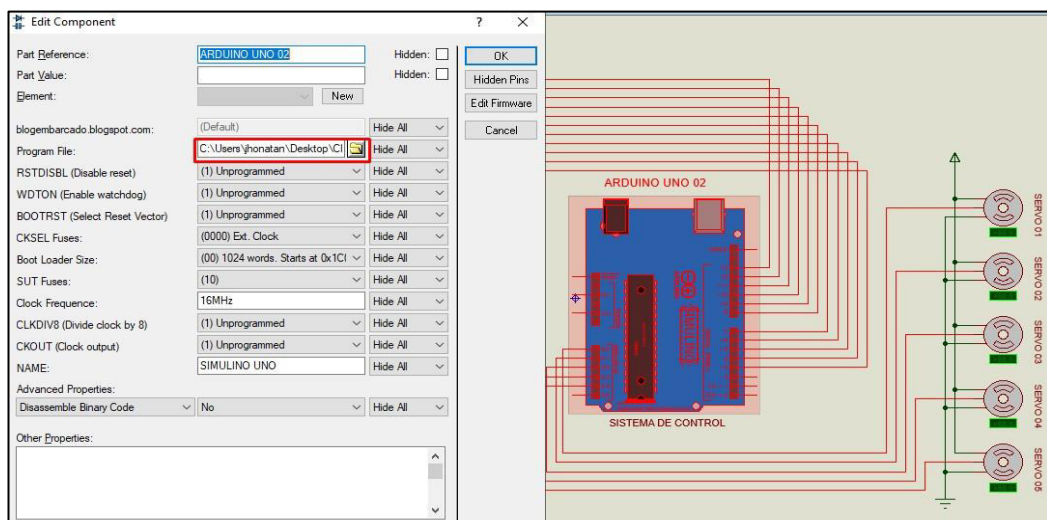 Edit Component
? X
Part Reference: ARDUINO UNO 02 Hidden:
Part Value: Hidden:
Element: New
OK
Hidden Pins
Edit Firmware
Cancel
blogembarcado.blogspot.com: (Default) Hide All
Program File: C:\Users\jhonatan\Desktop\Cl Hide All
RSTDISBL (Disable reset) (1) Unprogrammed Hide All
WDTON (Enable watchdog) (1) Unprogrammed Hide All
BOOTRST (Select Reset Vector) (1) Unprogrammed Hide All
CKSEL Fuses: (0000) Ext. Clock Hide All
Boot Loader Size: (00) 1024 words. Starts at 0x1C( Hide All
SUT Fuses: (10) Hide All
Clock Frequence: 16MHz Hide All
CLKDIV8 (Divide clock by 8) (1) Unprogrammed Hide All
CKOUT (Clock output) (1) Unprogrammed Hide All
NAME: SIMULINO UNO Hide All
Advanced Properties:
Disassemble Binary Code No Hide All
Other Properties:
ARDUINO UNO 02
SIMULINO
SISTEMA DE CONTROL
SERVO 01
SERVO 02
SERVO 03
SERVO 04
SERVO 05